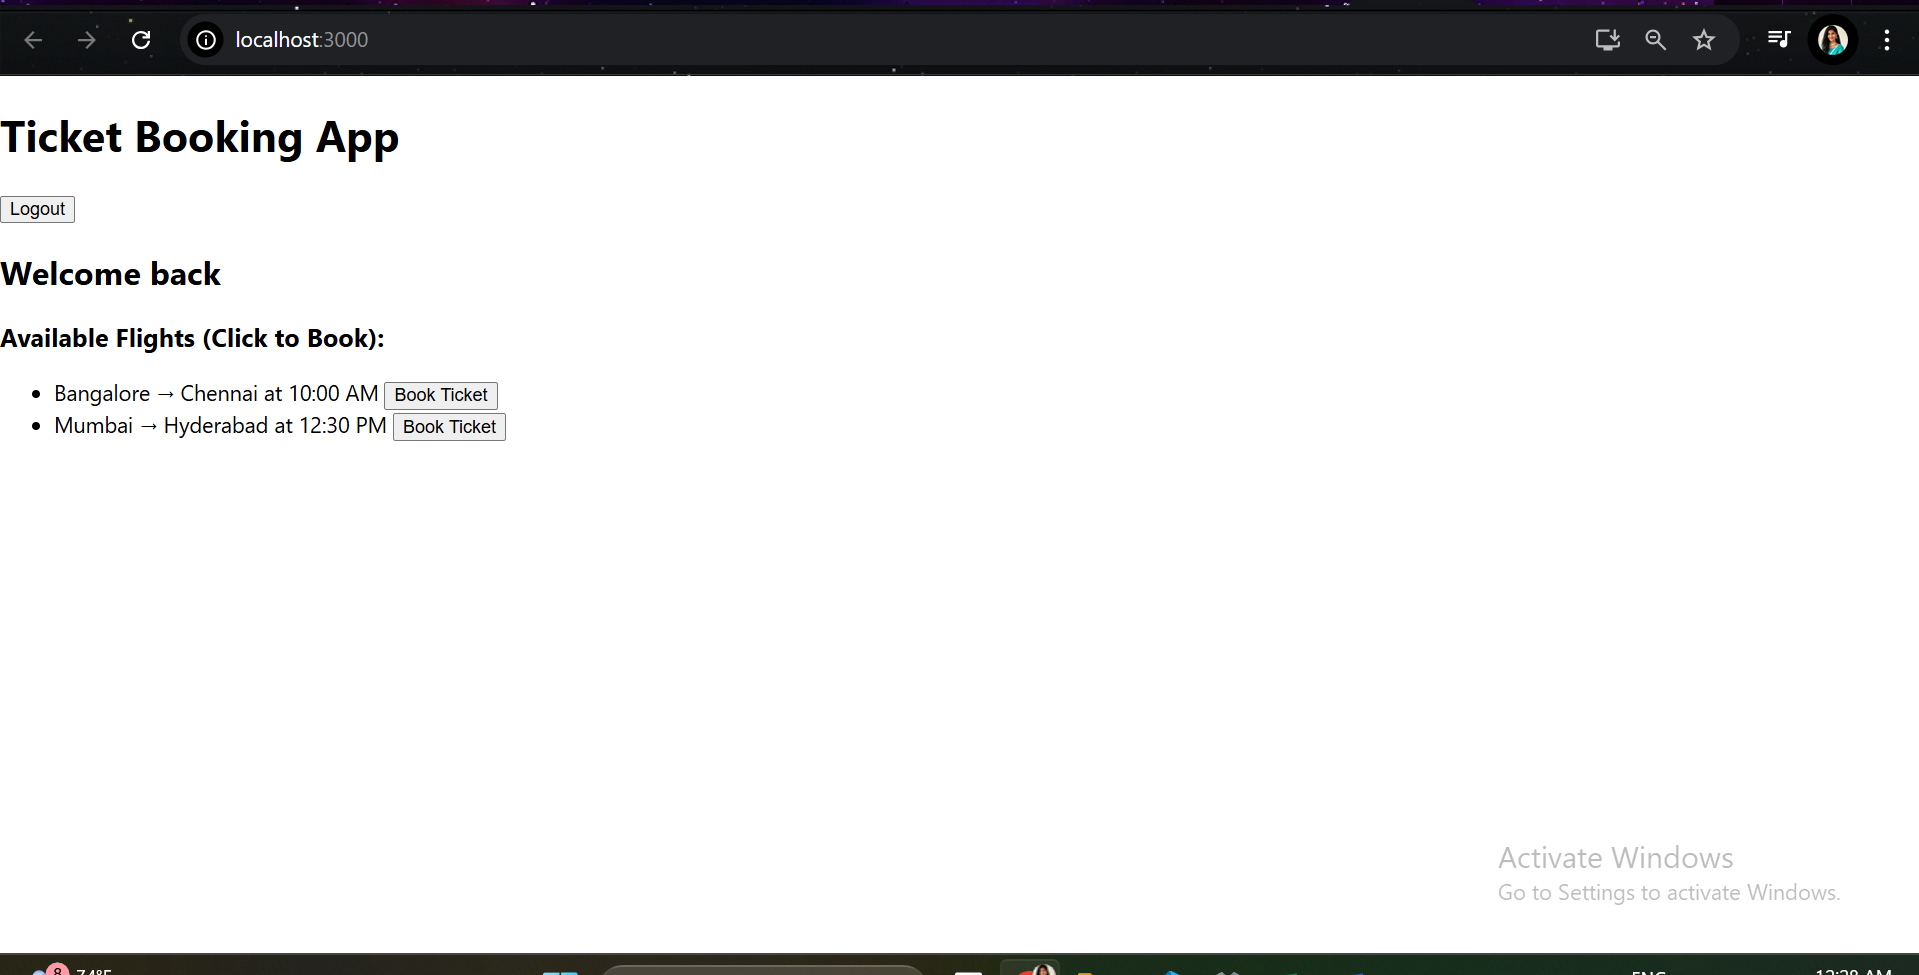 localhost:3000
Ticket Booking App
Logout
Welcome back
Available Flights (Click to Book):
• Bangalore → Chennai at 10:00 AM Book Ticket
• Mumbai → Hyderabad at 12:30 PM Book Ticket
Activate Windows
Go to Settings to activate Windows.